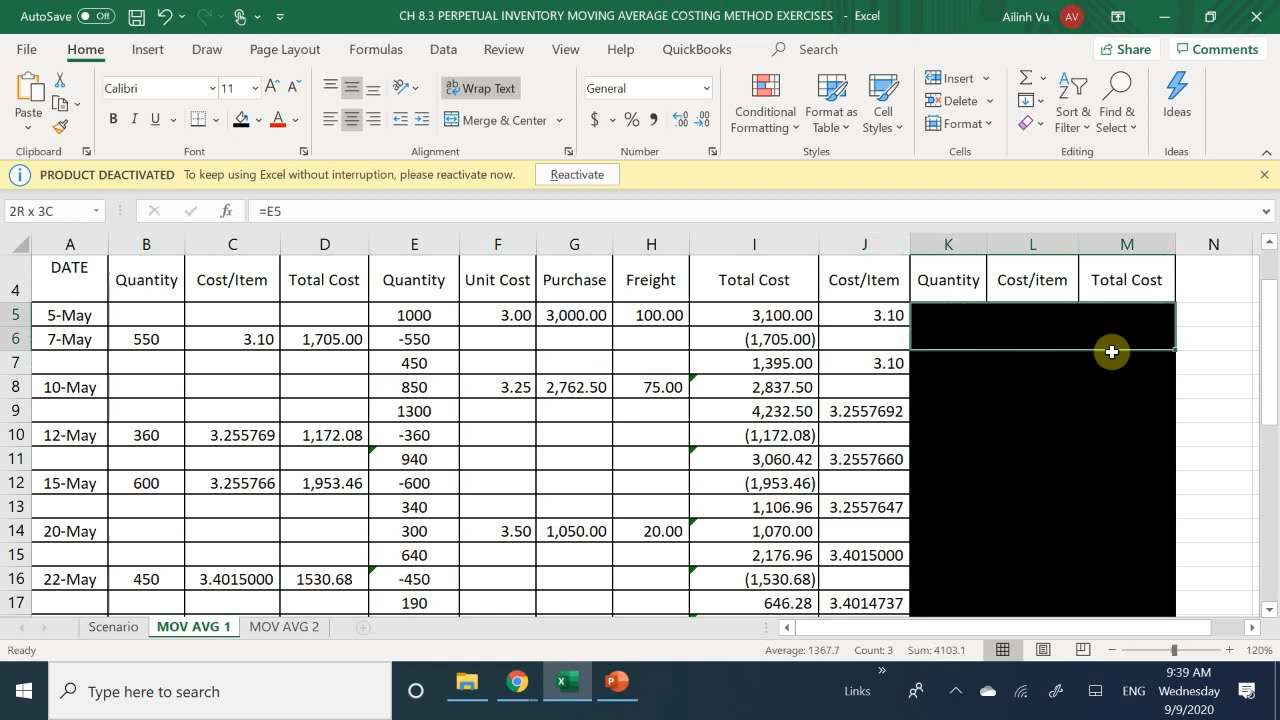 AutoSave Off CH 8.3 PERPETUAL INVENTORY MOVING AVERAGE COSTING METHOD EXERCISES - Excel Ailinh Vu AV
File Home Insert Draw Page Layout Formulas Data Review View Help QuickBooks Search Share Comments
Paste Calibri 11 A A Wrap Text General Conditional Formatting Format as Table Cell Styles Insert Sort & Filter Find & Select Ideas
B I U A Merge & Center $ % Delete
Format
Clipboard Font Alignment Number Styles Cells Editing Ideas
PRODUCT DEACTIVATED To keep using Excel without interruption, please reactivate now. Reactivate
2R x 3C fx =E5
A B C D E F G H I J K L M N
4 DATE Quantity Cost/Item Total Cost Quantity Unit Cost Purchase Freight Total Cost Cost/Item Quantity Cost/item Total Cost
5 5-May 1000 3.00 3,000.00 100.00 3,100.00 3.10
6 7-May 550 3.10 1,705.00 -550 (1,705.00)
7 450 1,395.00 3.10
8 10-May 850 3.25 2,762.50 75.00 2,837.50
9 1300 4,232.50 3.2557692
10 12-May 360 3.255769 1,172.08 -360 (1,172.08)
11 940 3,060.42 3.2557660
12 15-May 600 3.255766 1,953.46 -600 (1,953.46)
13 340 1,106.96 3.2557647
14 20-May 300 3.50 1,050.00 20.00 1,070.00
15 640 2,176.96 3.4015000
16 22-May 450 3.4015000 1530.68 -450 (1,530.68)
17 190 646.28 3.4014737
Scenario MOV AVG 1 MOV AVG 2
Ready Average: 1367.7 Count: 3 Sum: 4103.1 120%
Type here to search Links ENG 9:39 AM
Wednesday
9/9/2020